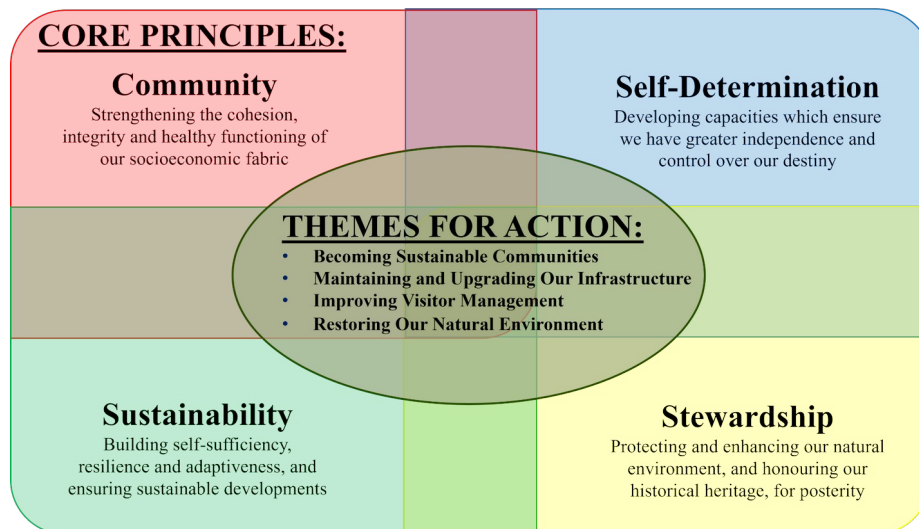 CORE PRINCIPLES:
Community
Strengthening the cohesion,
integrity and healthy functioning of
our socioeconomic fabric
Self-Determination
Developing capacities which ensure
we have greater independence and
control over our destiny
THEMES FOR ACTION:
• Becoming Sustainable Communities
• Maintaining and Upgrading Our Infrastructure
• Improving Visitor Management
• Restoring Our Natural Environment
Sustainability
Building self-sufficiency,
resilience and adaptiveness, and
ensuring sustainable developments
Stewardship
Protecting and enhancing our natural
environment, and honouring our
historical heritage, for posterity